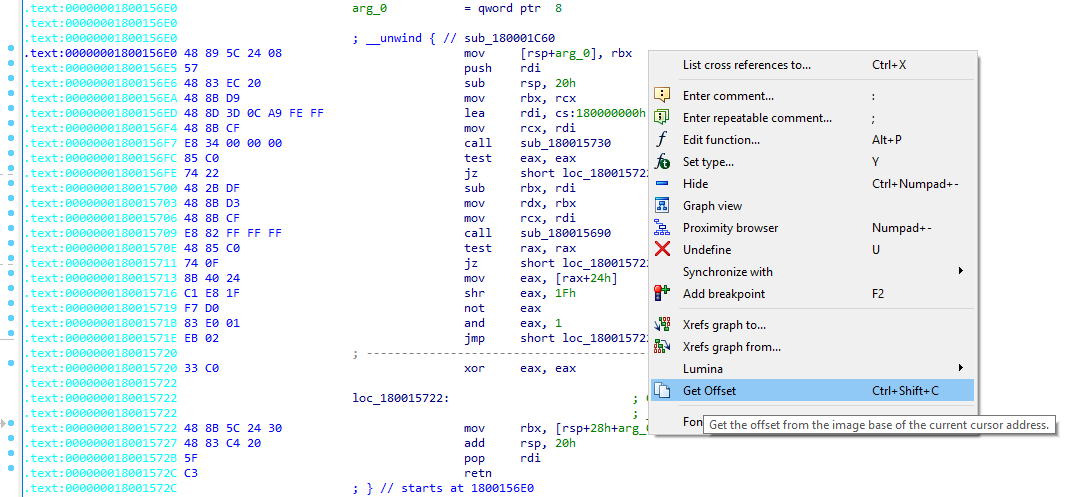 .text:00000001800156E0 arg_0 = qword ptr 8
.text:00000001800156E0
.text:00000001800156E0 ; __unwind { // sub_180001C60
.text:00000001800156E0 48 89 5C 24 08 mov [rsp+arg_0], rbx
.text:00000001800156E5 57 push rdi
.text:00000001800156E6 48 83 EC 20 sub rsp, 20h
.text:00000001800156EA 48 8B D9 mov rbx, rcx
.text:00000001800156ED 48 8D 3D 0C A9 FE FF lea rdi, cs:180000000h
.text:00000001800156F4 48 8B CF mov rcx, rdi
.text:00000001800156F7 E8 34 00 00 00 call sub_180015730
.text:00000001800156FC 85 C0 test eax, eax
.text:00000001800156FE 74 22 jz short loc_180015722
.text:0000000180015700 48 2B DF sub rbx, rdi
.text:0000000180015703 48 8B D3 mov rdx, rbx
.text:0000000180015706 48 8B CF mov rcx, rdi
.text:0000000180015709 E8 82 FF FF FF call sub_180015690
.text:000000018001570E 48 85 C0 test rax, rax
.text:0000000180015711 74 0F jz short loc_180015722
.text:0000000180015713 8B 40 24 mov eax, [rax+24h]
.text:0000000180015716 C1 E8 1F shr eax, 1Fh
.text:0000000180015719 F7 D0 not eax
.text:000000018001571B 83 E0 01 and eax, 1
.text:000000018001571E EB 02 jmp short loc_180015722
.text:0000000180015720 ; ---------------------------------------
.text:0000000180015720 33 C0 xor eax, eax
.text:0000000180015722
.text:0000000180015722 loc_180015722: ;
.text:0000000180015722 ;
.text:0000000180015722 48 8B 5C 24 30 mov rbx, [rsp+28h+arg_
.text:0000000180015727 48 83 C4 20 add rsp, 20h
.text:000000018001572B 5F pop rdi
.text:000000018001572C C3 retn
.text:000000018001572C ; } // starts at 1800156E0
List cross references to... Ctrl+X
Enter comment... :
Enter repeatable comment... ;
Edit function... Alt+P
Set type... Y
Hide Ctrl+Numpad+-
Graph view
Proximity browser Numpad+-
Undefine U
Synchronize with
Add breakpoint F2
Xrefs graph to...
Xrefs graph from...
Lumina
Get Offset Ctrl+Shift+C
Fon
Get the offset from the image base of the current cursor address.